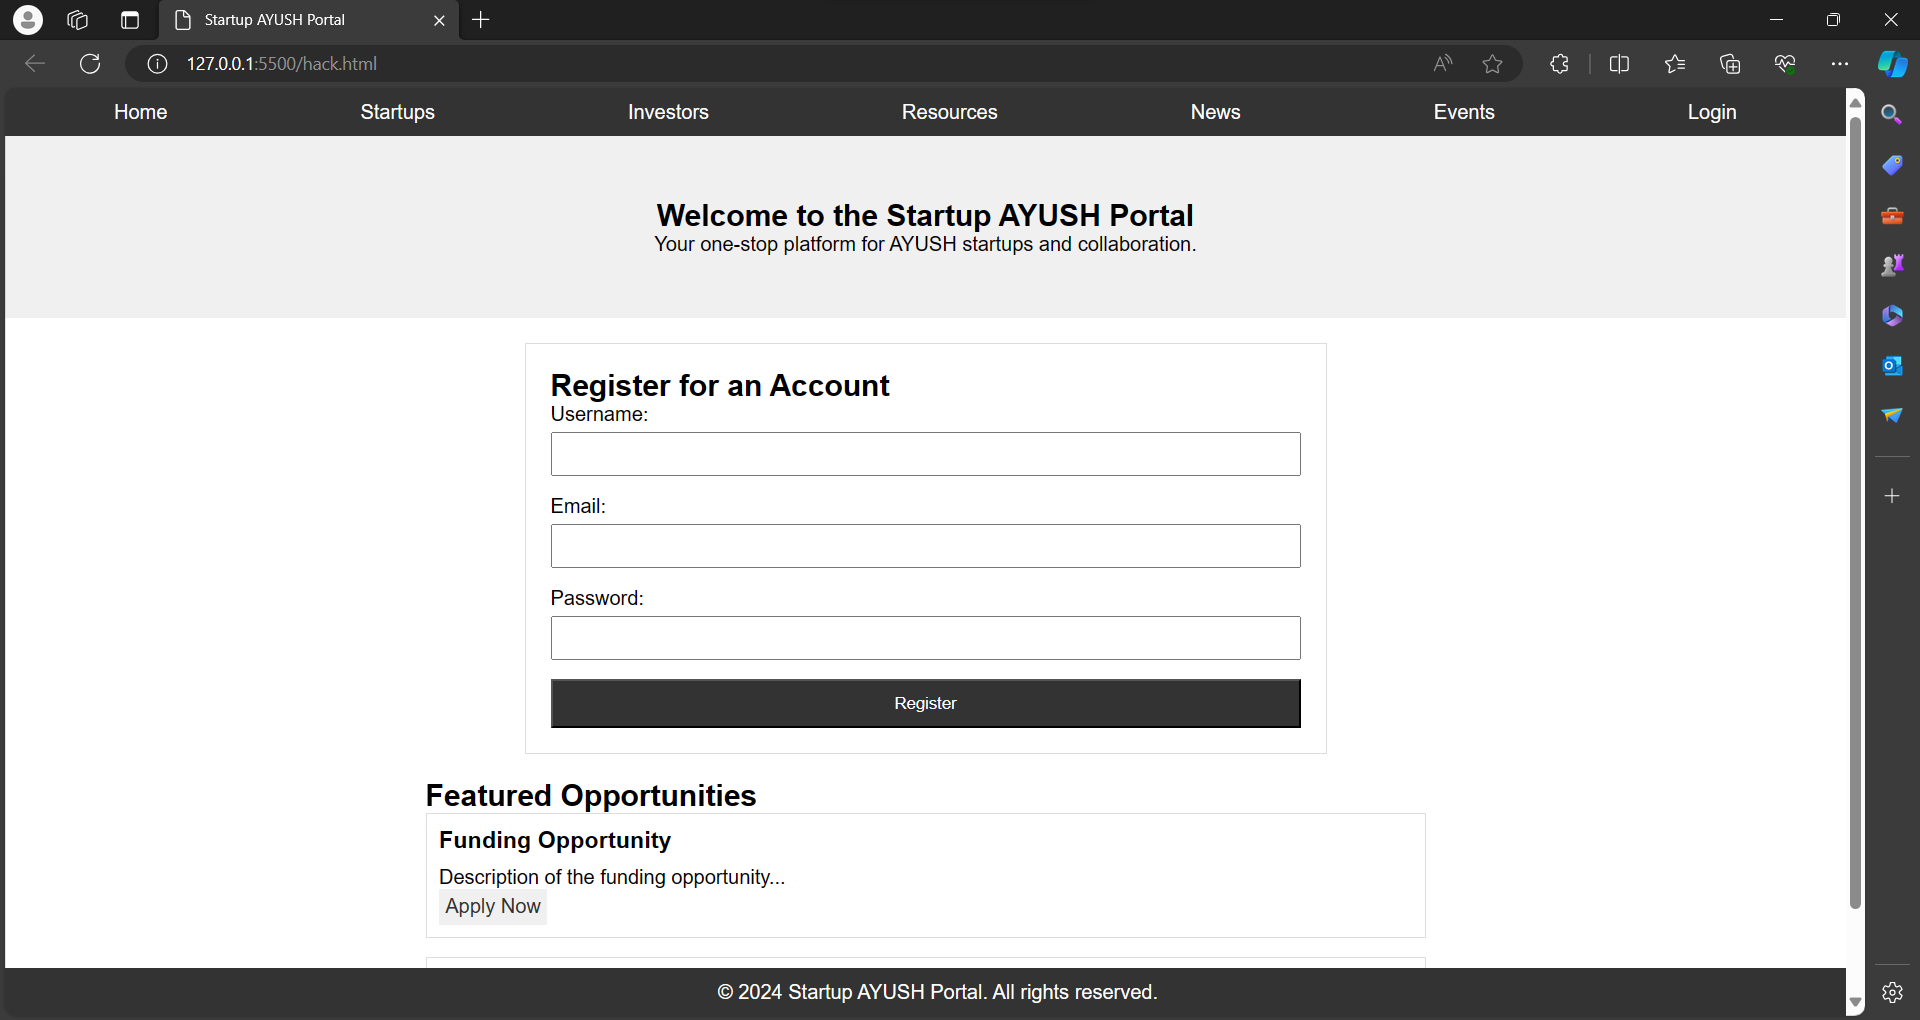 Startup AYUSH Portal
127.0.0.1:5500/hack.html
Home Startups Investors Resources News Events Login
Welcome to the Startup AYUSH Portal
Your one-stop platform for AYUSH startups and collaboration.
Register for an Account
Username:
Email:
Password:
Register
Featured Opportunities
Funding Opportunity
Description of the funding opportunity...
Apply Now
© 2024 Startup AYUSH Portal. All rights reserved.